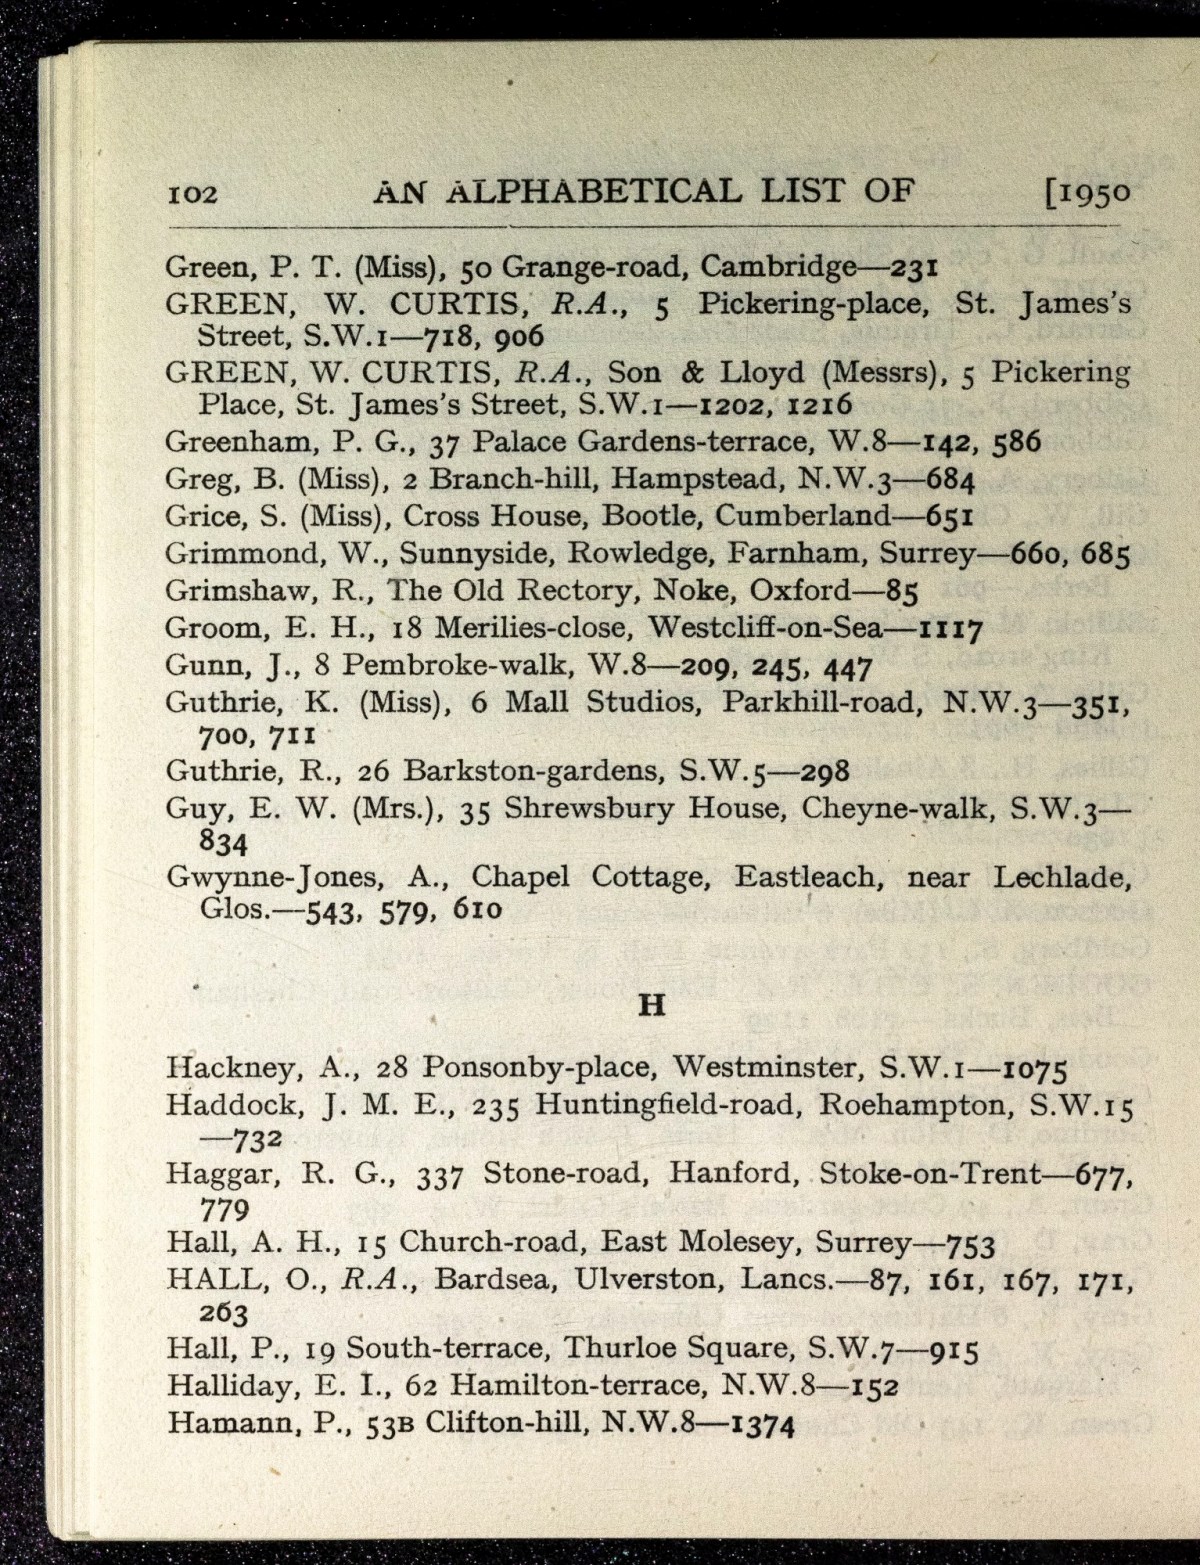 102 AN ALPHABETICAL LIST OF [1950
Green, P. T. (Miss), 50 Grange-road, Cambridge—231
GREEN, W. CURTIS, R.A., 5 Pickering-place, St. James's
Street, S.W.1—718, 906
GREEN, W. CURTIS, R.A., Son & Lloyd (Messrs), 5 Pickering
Place, St. James's Street, S.W.1—1202, 1216
Greenham, P. G., 37 Palace Gardens-terrace, W.8—142, 586
Greg, B. (Miss), 2 Branch-hill, Hampstead, N.W.3—684
Grice, S. (Miss), Cross House, Bootle, Cumberland—651
Grimmond, W., Sunnyside, Rowledge, Farnham, Surrey—660, 685
Grimshaw, R., The Old Rectory, Noke, Oxford—85
Groom, E. H., 18 Merilies-close, Westcliff-on-Sea—1117
Gunn, J., 8 Pembroke-walk, W.8—209, 245, 447
Guthrie, K. (Miss), 6 Mall Studios, Parkhill-road, N.W.3—351,
700, 711
Guthrie, R., 26 Barkston-gardens, S.W.5—298
Guy, E. W. (Mrs.), 35 Shrewsbury House, Cheyne-walk, S.W.3—
834
Gwynne-Jones, A., Chapel Cottage, Eastleach, near Lechlade,
Glos.—543, 579, 610
H
Hackney, A., 28 Ponsonby-place, Westminster, S.W.1—1075
Haddock, J. M. E., 235 Huntingfield-road, Roehampton, S.W.15
—732
Haggar, R. G., 337 Stone-road, Hanford, Stoke-on-Trent—677,
779
Hall, A. H., 15 Church-road, East Molesey, Surrey—753
HALL, O., R.A., Bardsea, Ulverston, Lancs.—87, 161, 167, 171,
263
Hall, P., 19 South-terrace, Thurloe Square, S.W.7—915
Halliday, E. I., 62 Hamilton-terrace, N.W.8—152
Hamann, P., 53B Clifton-hill, N.W.8—1374